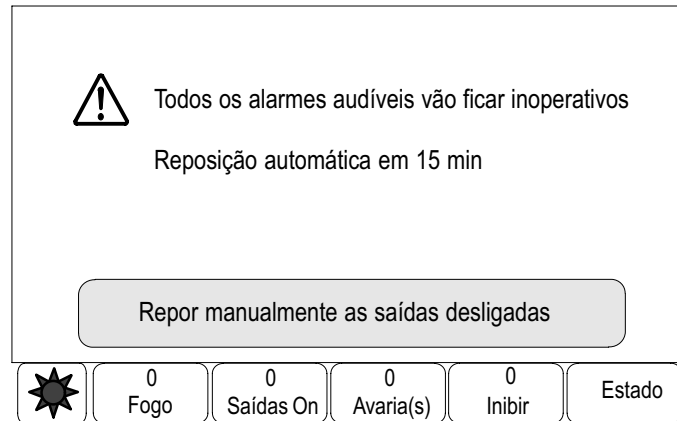 Todos os alarmes audíveis vão ficar inoperativos
Reposição automática em 15 min
Repor manualmente as saídas desligadas
0
Fogo
0
Saídas On
0
Avaria(s)
0
Inibir
Estado